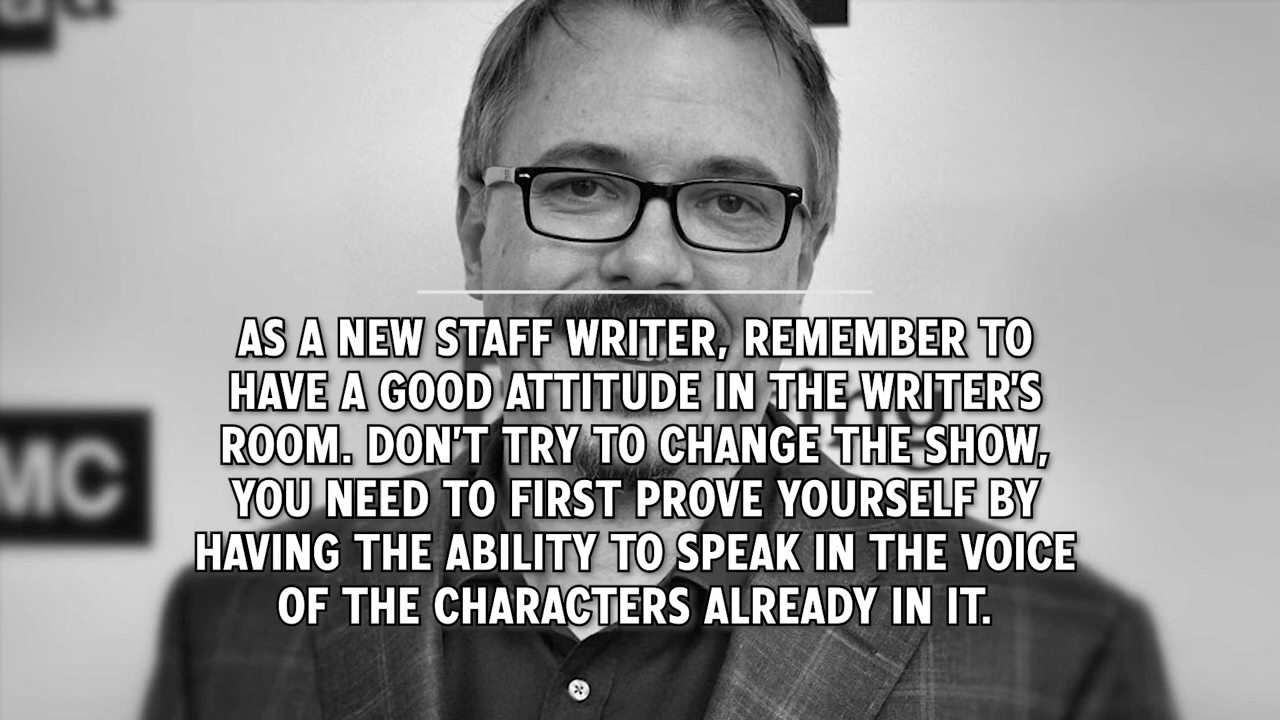 AS A NEW STAFF WRITER, REMEMBER TO
HAVE A GOOD ATTITUDE IN THE WRITER'S
ROOM. DON'T TRY TO CHANGE THE SHOW,
YOU NEED TO FIRST PROVE YOURSELF BY
HAVING THE ABILITY TO SPEAK IN THE VOICE
OF THE CHARACTERS ALREADY IN IT.
MC